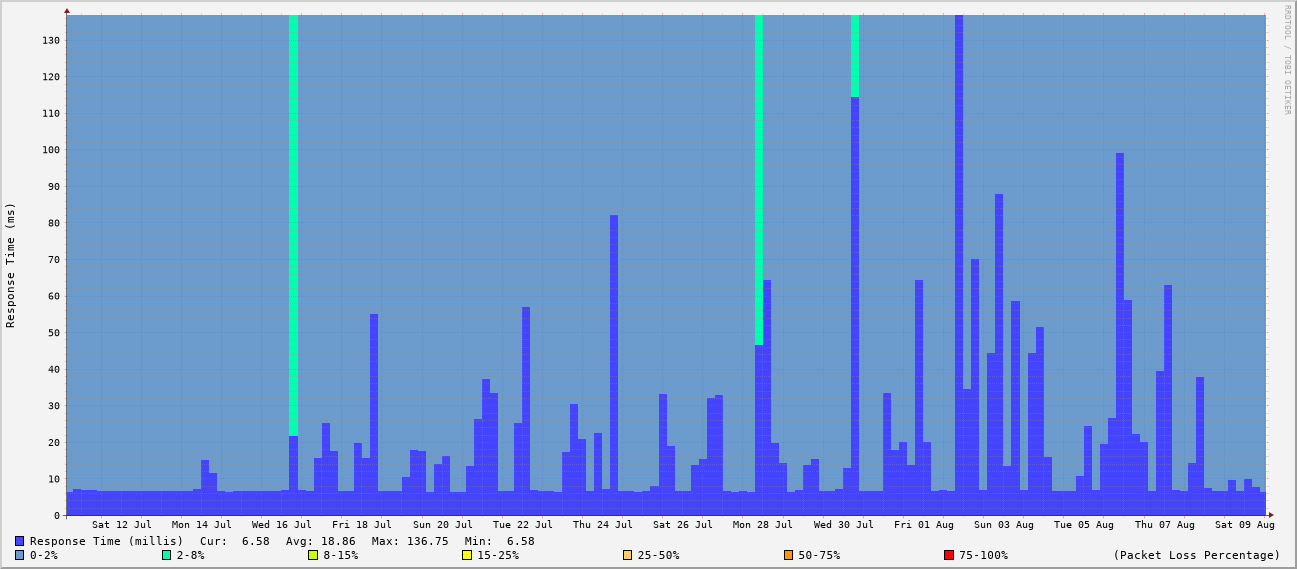 RRDTOOL / TOBI OETIKER
Response Time (ms)
130
120
110
100
90
80
70
60
50
40
30
20
10
0
Sat 12 Jul Mon 14 Jul Wed 16 Jul Fri 18 Jul Sun 20 Jul Tue 22 Jul Thu 24 Jul Sat 26 Jul Mon 28 Jul Wed 30 Jul Fri 01 Aug Sun 03 Aug Tue 05 Aug Thu 07 Aug Sat 09 Aug
Response Time (millis) Cur: 6.58 Avg: 18.86 Max: 136.75 Min: 6.58
0-2% 2-8% 8-15% 15-25% 25-50% 50-75% 75-100% (Packet Loss Percentage)